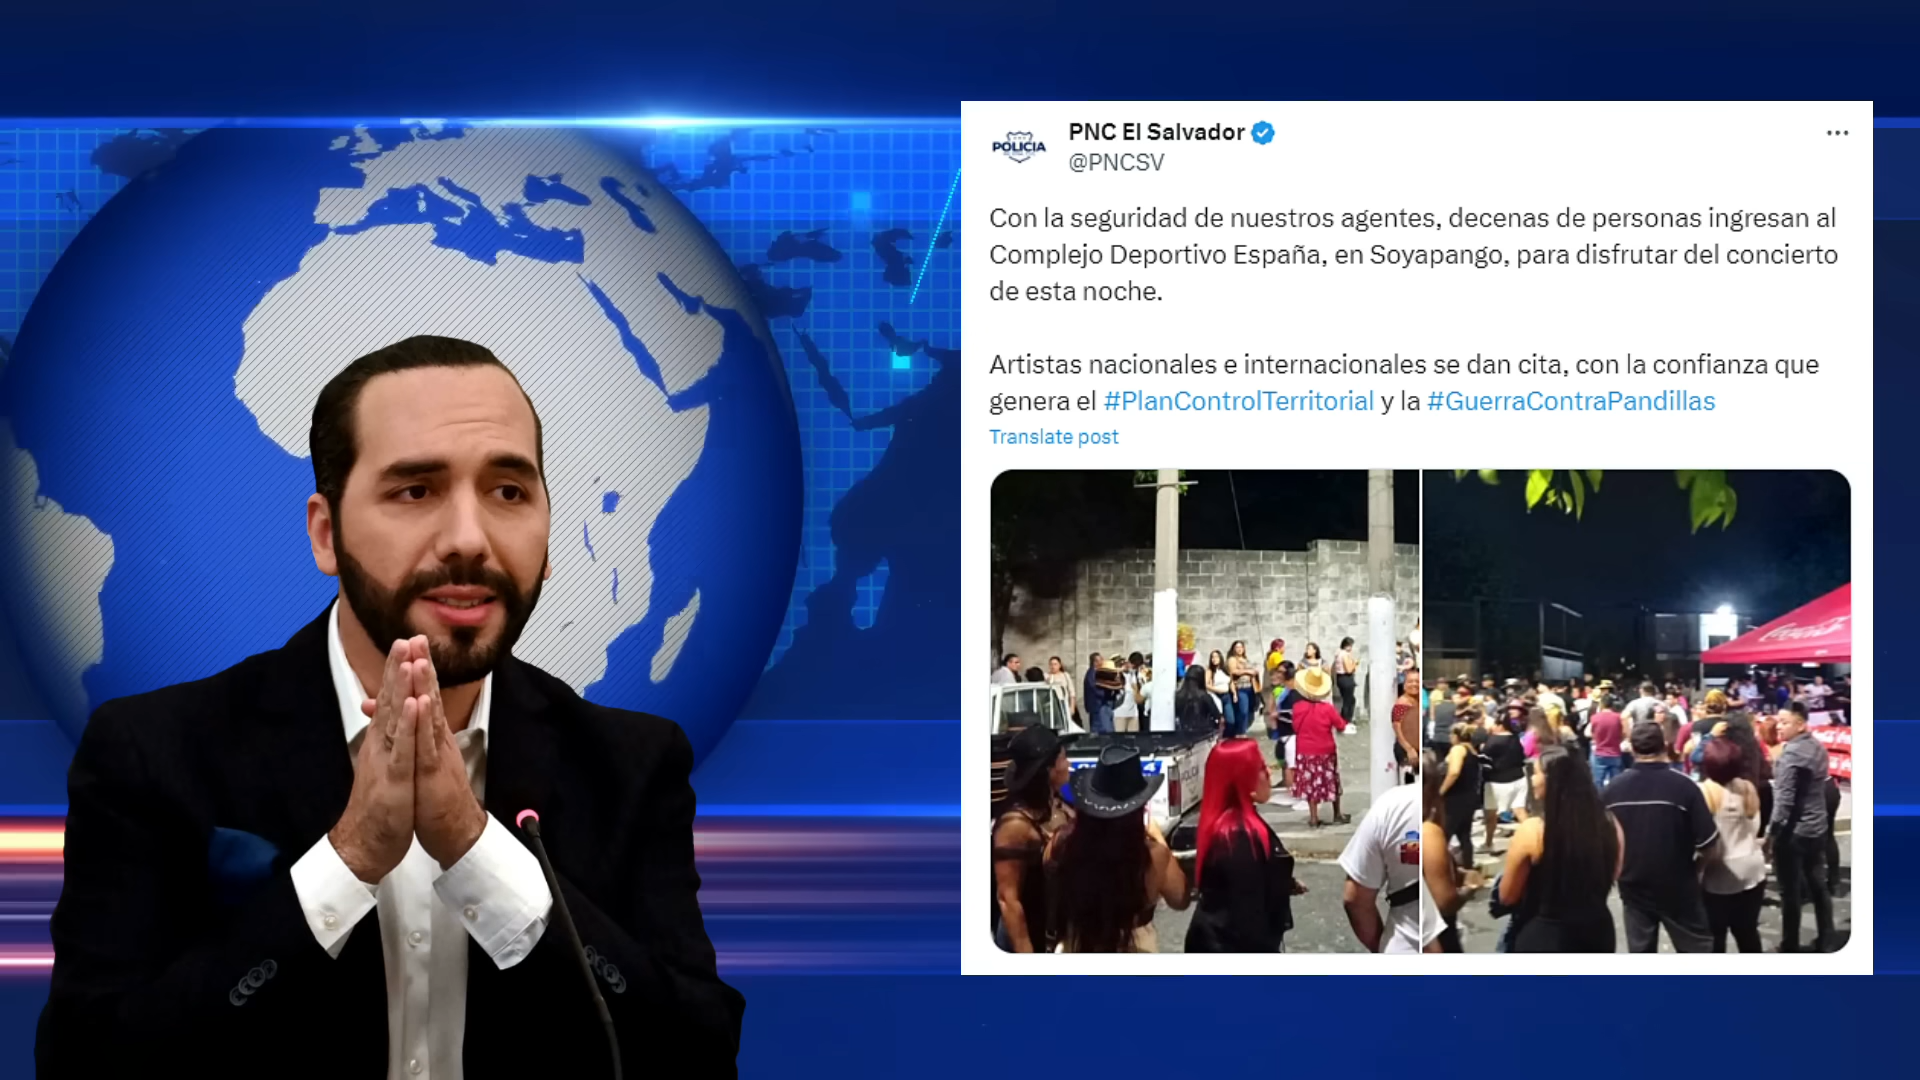 POLICIA
PNC El Salvador
@PNCSV
Con la seguridad de nuestros agentes, decenas de personas ingresan al
Complejo Deportivo España, en Soyapango, para disfrutar del concierto
de esta noche.
Artistas nacionales e internacionales se dan cita, con la confianza que
genera el #PlanControlTerritorial y la #GuerraContraPandillas
Translate post
Coca-Cola